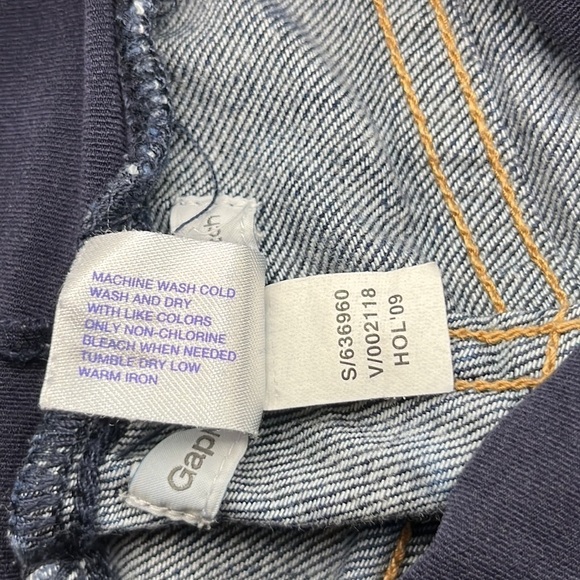 MACHINE WASH COLD
WASH AND DRY
WITH LIKE COLORS
ONLY NON-CHLORINE
BLEACH WHEN NEEDED
TUMBLE DRY LOW
WARM IRON
S/636960
V/002118
HOL'09